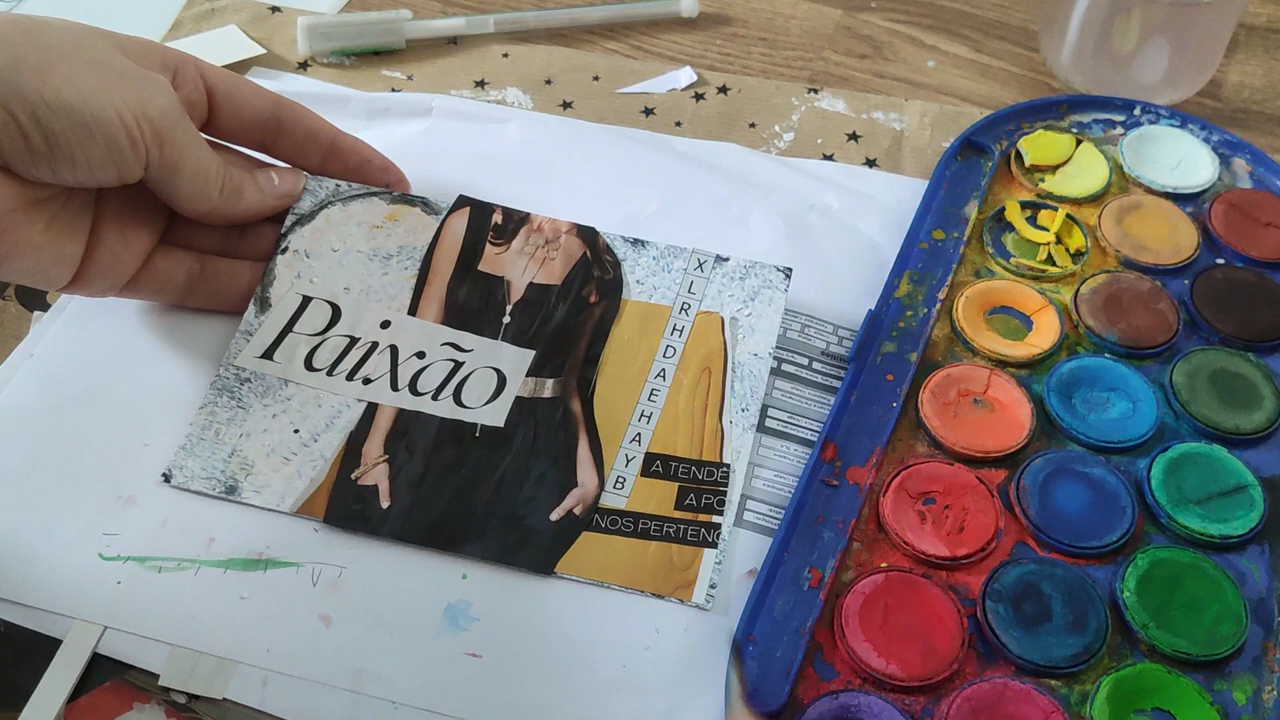 Paixão
XLRHDAEHAYB
A TENDÊ
A PO
NOS PERTENC